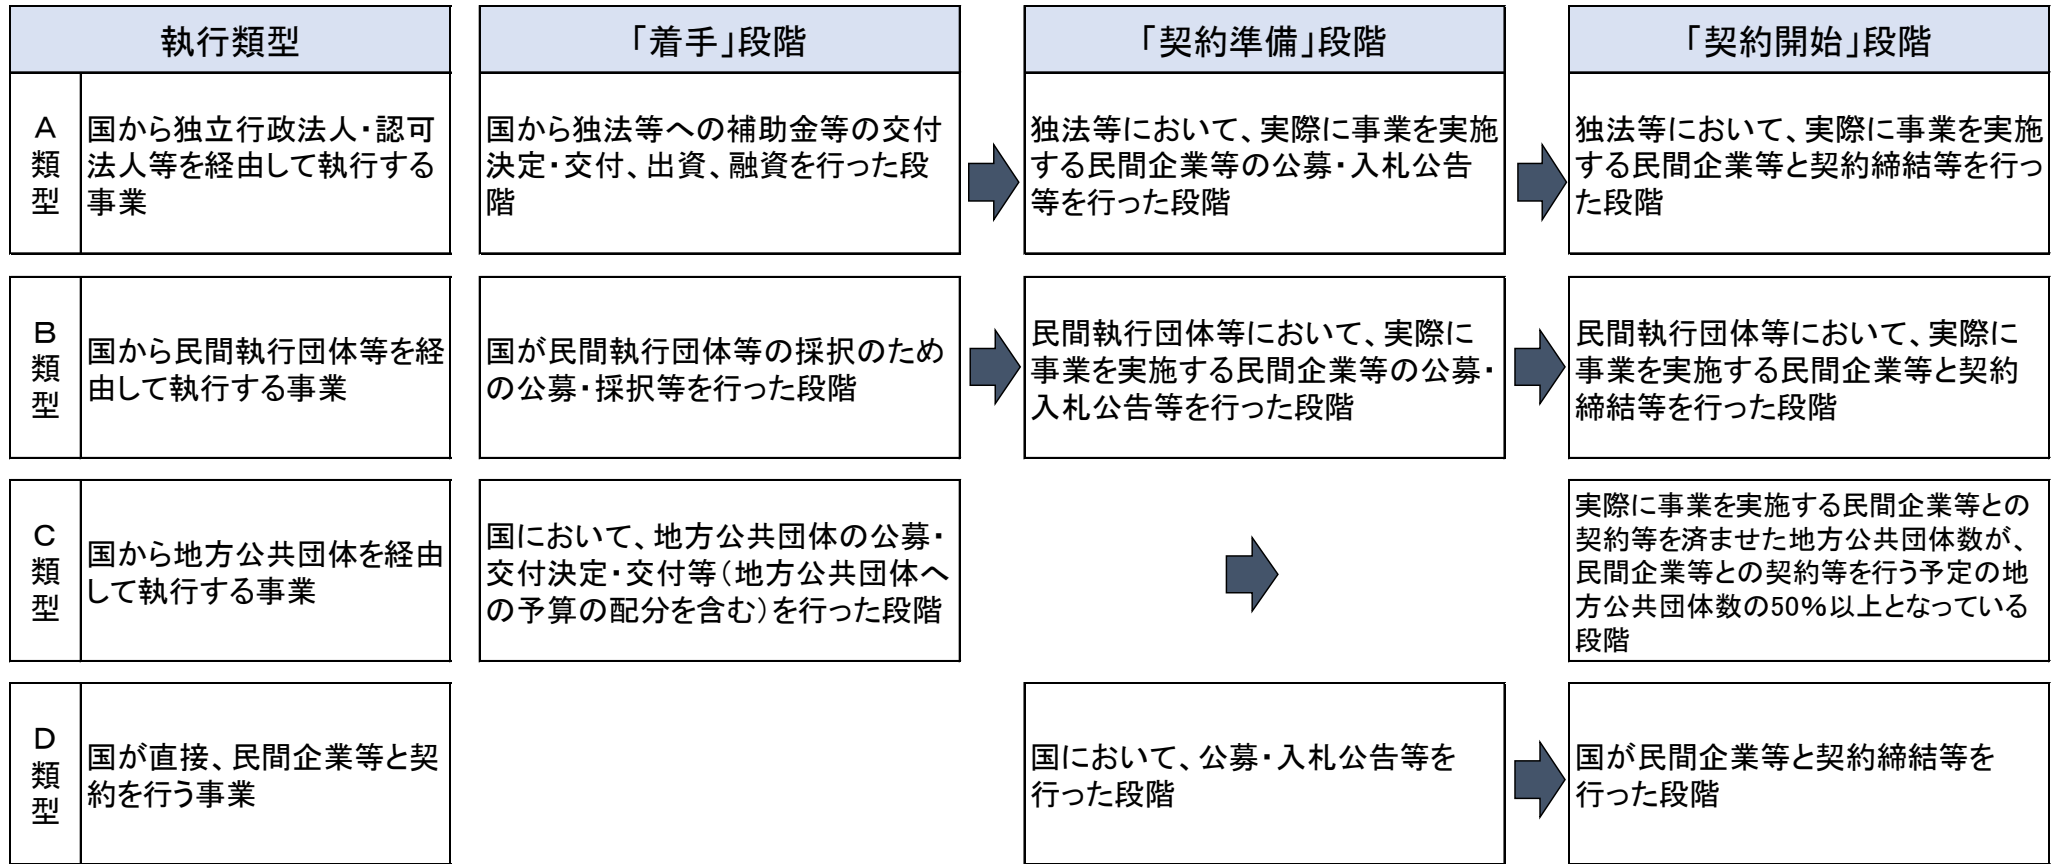 執行類型
「着手」段階
「契約準備」段階
「契約開始」段階
A
類
型
国から独立行政法人・認可
法人等を経由して執行する
事業
国から独法等への補助金等の交付
決定・交付、出資、融資を行った段
階
独法等において、実際に事業を実施
する民間企業等の公募・入札公告
等を行った段階
独法等において、実際に事業を実施
する民間企業等と契約締結等を行っ
た段階
B
類
型
国から民間執行団体等を経
由して執行する事業
国が民間執行団体等の採択のため
の公募・採択等を行った段階
民間執行団体等において、実際に
事業を実施する民間企業等の公募・
入札公告等を行った段階
民間執行団体等において、実際に
事業を実施する民間企業等と契約
締結等を行った段階
C
類
型
国から地方公共団体を経由
して執行する事業
国において、地方公共団体の公募・
交付決定・交付等（地方公共団体へ
の予算の配分を含む）を行った段階
実際に事業を実施する民間企業等との
契約等を済ませた地方公共団体数が、
民間企業等との契約等を行う予定の地
方公共団体数の50%以上となっている
段階
D
類
型
国が直接、民間企業等と契
約を行う事業
国において、公募・入札公告等を
行った段階
国が民間企業等と契約締結等を
行った段階